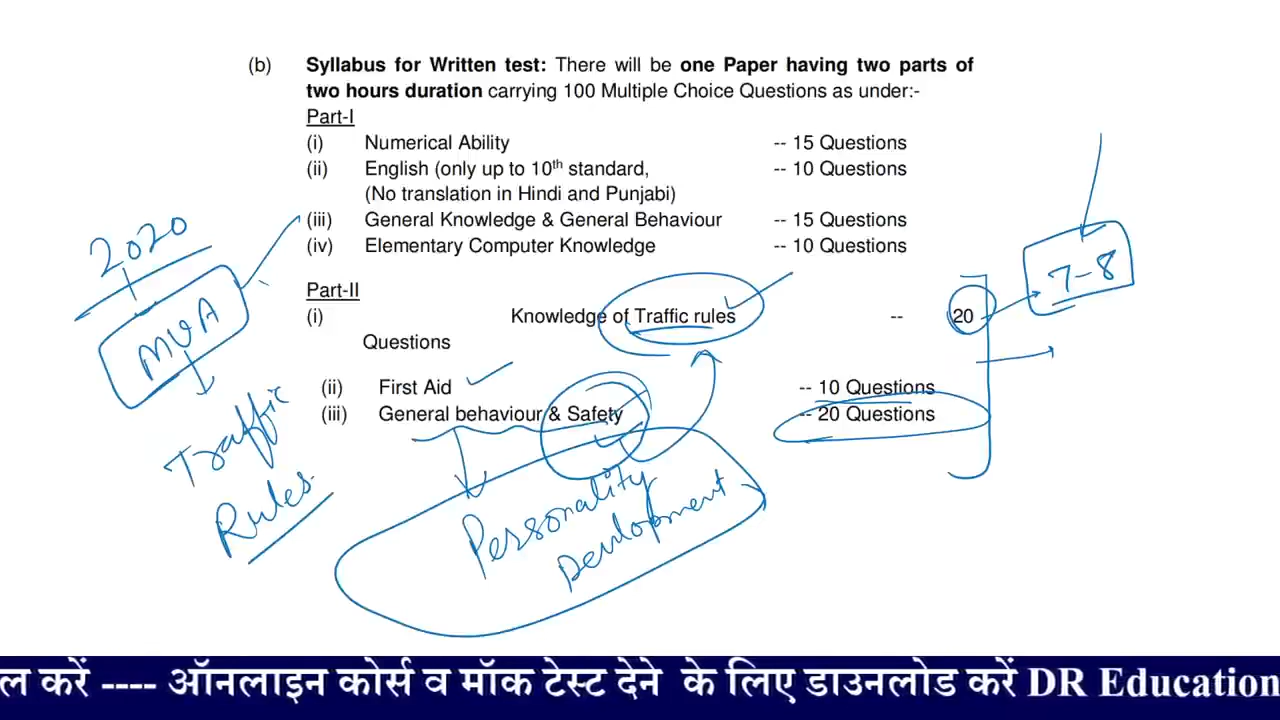 (b) Syllabus for Written test: There will be one Paper having two parts of
two hours duration carrying 100 Multiple Choice Questions as under:-
Part-I
(i) Numerical Ability -- 15 Questions
(ii) English (only up to 10th standard, -- 10 Questions
(No translation in Hindi and Punjabi)
(iii) General Knowledge & General Behaviour -- 15 Questions
(iv) Elementary Computer Knowledge -- 10 Questions
2020
7-8
Part-II
(i) Knowledge of Traffic rules -- 20
Questions
MVA
(ii) First Aid -- 10 Questions
(iii) General behaviour & Safety -- 20 Questions
Traffic
Rules.
Personality
Development
ल करें ---- ऑनलाइन कोर्स व मॉक टेस्ट देने के लिए डाउनलोड करें DR Education